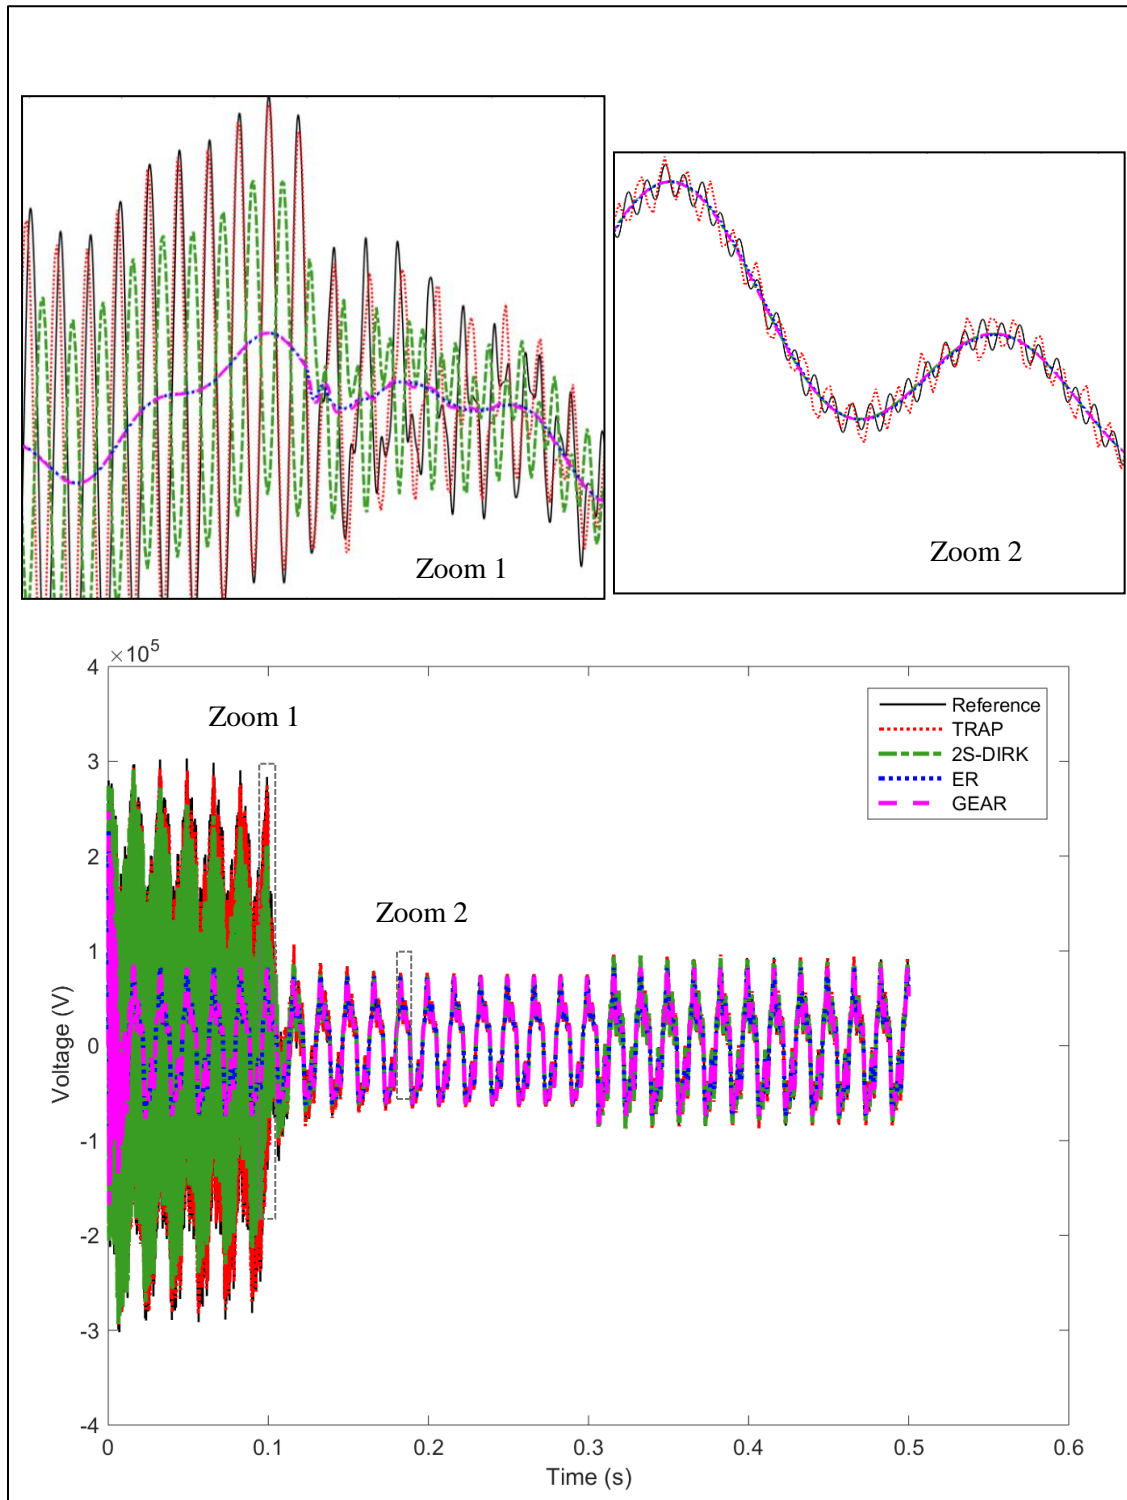 Zoom 1
Zoom 2
×10⁵
4
3
2
1
0
-1
-2
-3
-4
Voltage (V)
Zoom 1
Zoom 2
Reference
TRAP
2S-DIRK
ER
GEAR
0 0.1 0.2 0.3 0.4 0.5 0.6
Time (s)